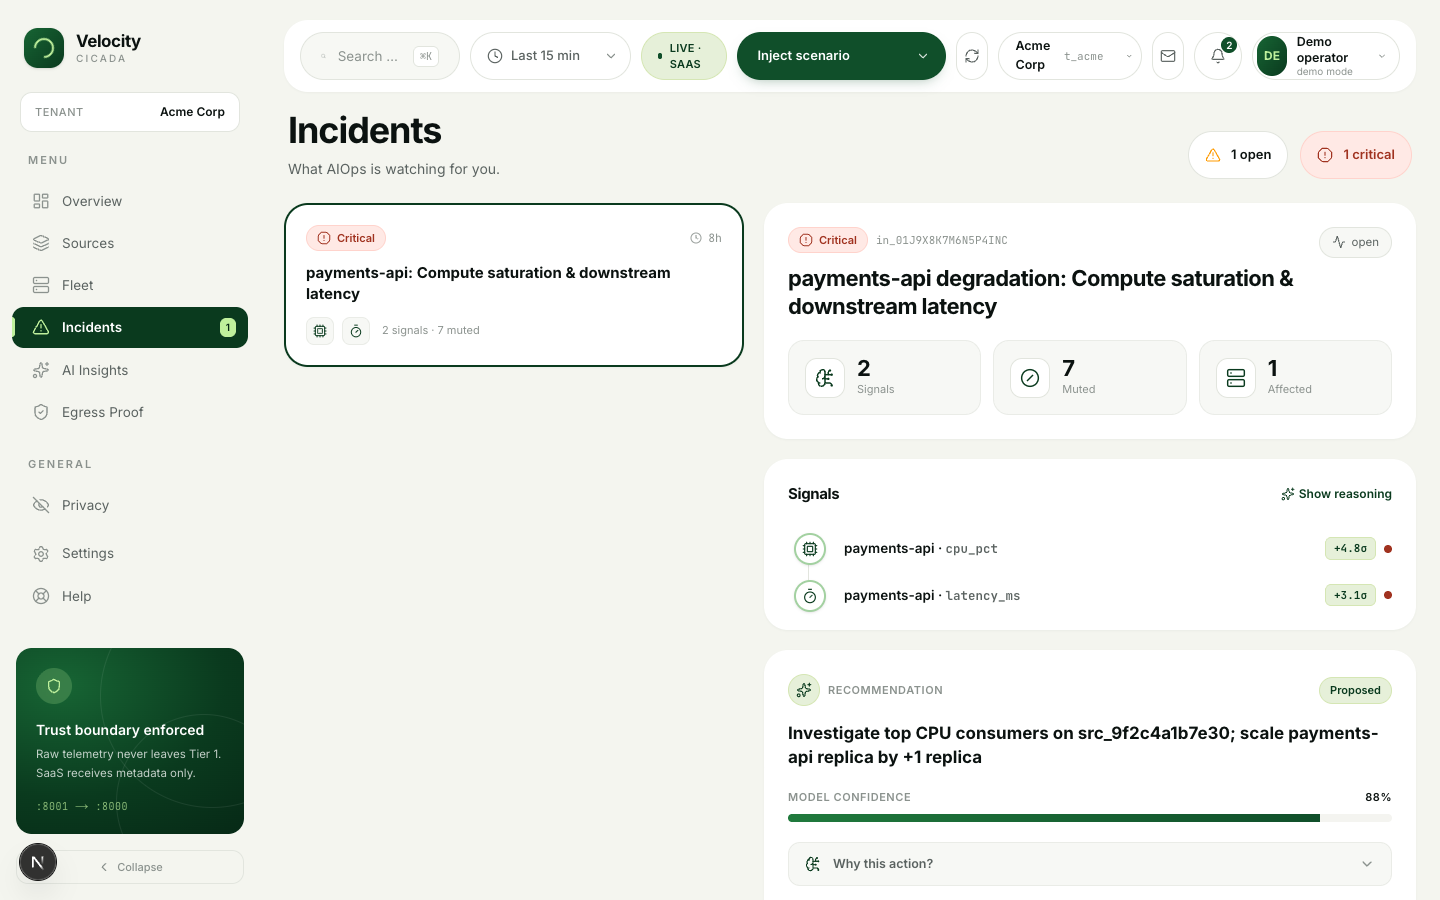 Velocity
CICADA
TENANT Acme Corp
MENU
Overview
Sources
Fleet
Incidents 1
AI Insights
Egress Proof
GENERAL
Privacy
Settings
Help
Trust boundary enforced
Raw telemetry never leaves Tier 1.
SaaS receives metadata only.
:8001 → :8000
N
Collapse
Search ... ⌘K
Last 15 min
LIVE ·
SAAS
Inject scenario
Acme
Corp
t_acme
2
DE
Demo
operator
demo mode
Incidents
What AIOps is watching for you.
1 open
1 critical
Critical 8h
payments-api: Compute saturation & downstream
latency
2 signals · 7 muted
Critical in_01J9X8K7M6N5P4INC
open
payments-api degradation: Compute saturation &
downstream latency
2
Signals
7
Muted
1
Affected
Signals Show reasoning
payments-api · cpu_pct +4.8σ
payments-api · latency_ms +3.1σ
RECOMMENDATION Proposed
Investigate top CPU consumers on src_9f2c4a1b7e30; scale payments-
api replica by +1 replica
MODEL CONFIDENCE 88%
Why this action?